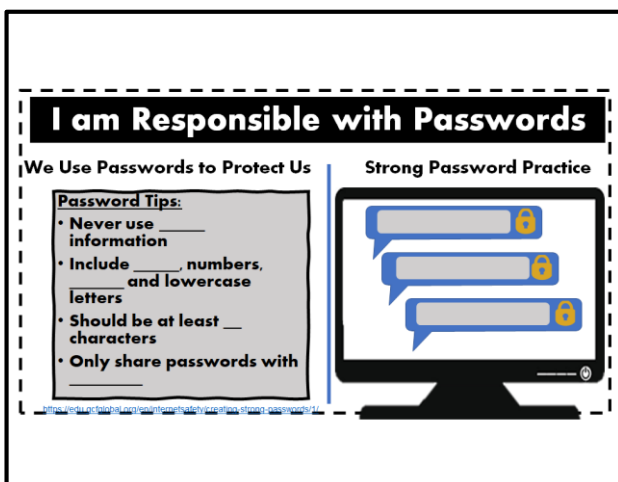 I am Responsible with Passwords
We Use Passwords to Protect Us
Password Tips:
• Never use _____
information
• Include _____, numbers,
______ and lowercase
letters
• Should be at least __
characters
• Only share passwords with
________
https://edu.gcfglobal.org/en/internetsafety/creating-strong-passwords/1/
Strong Password Practice